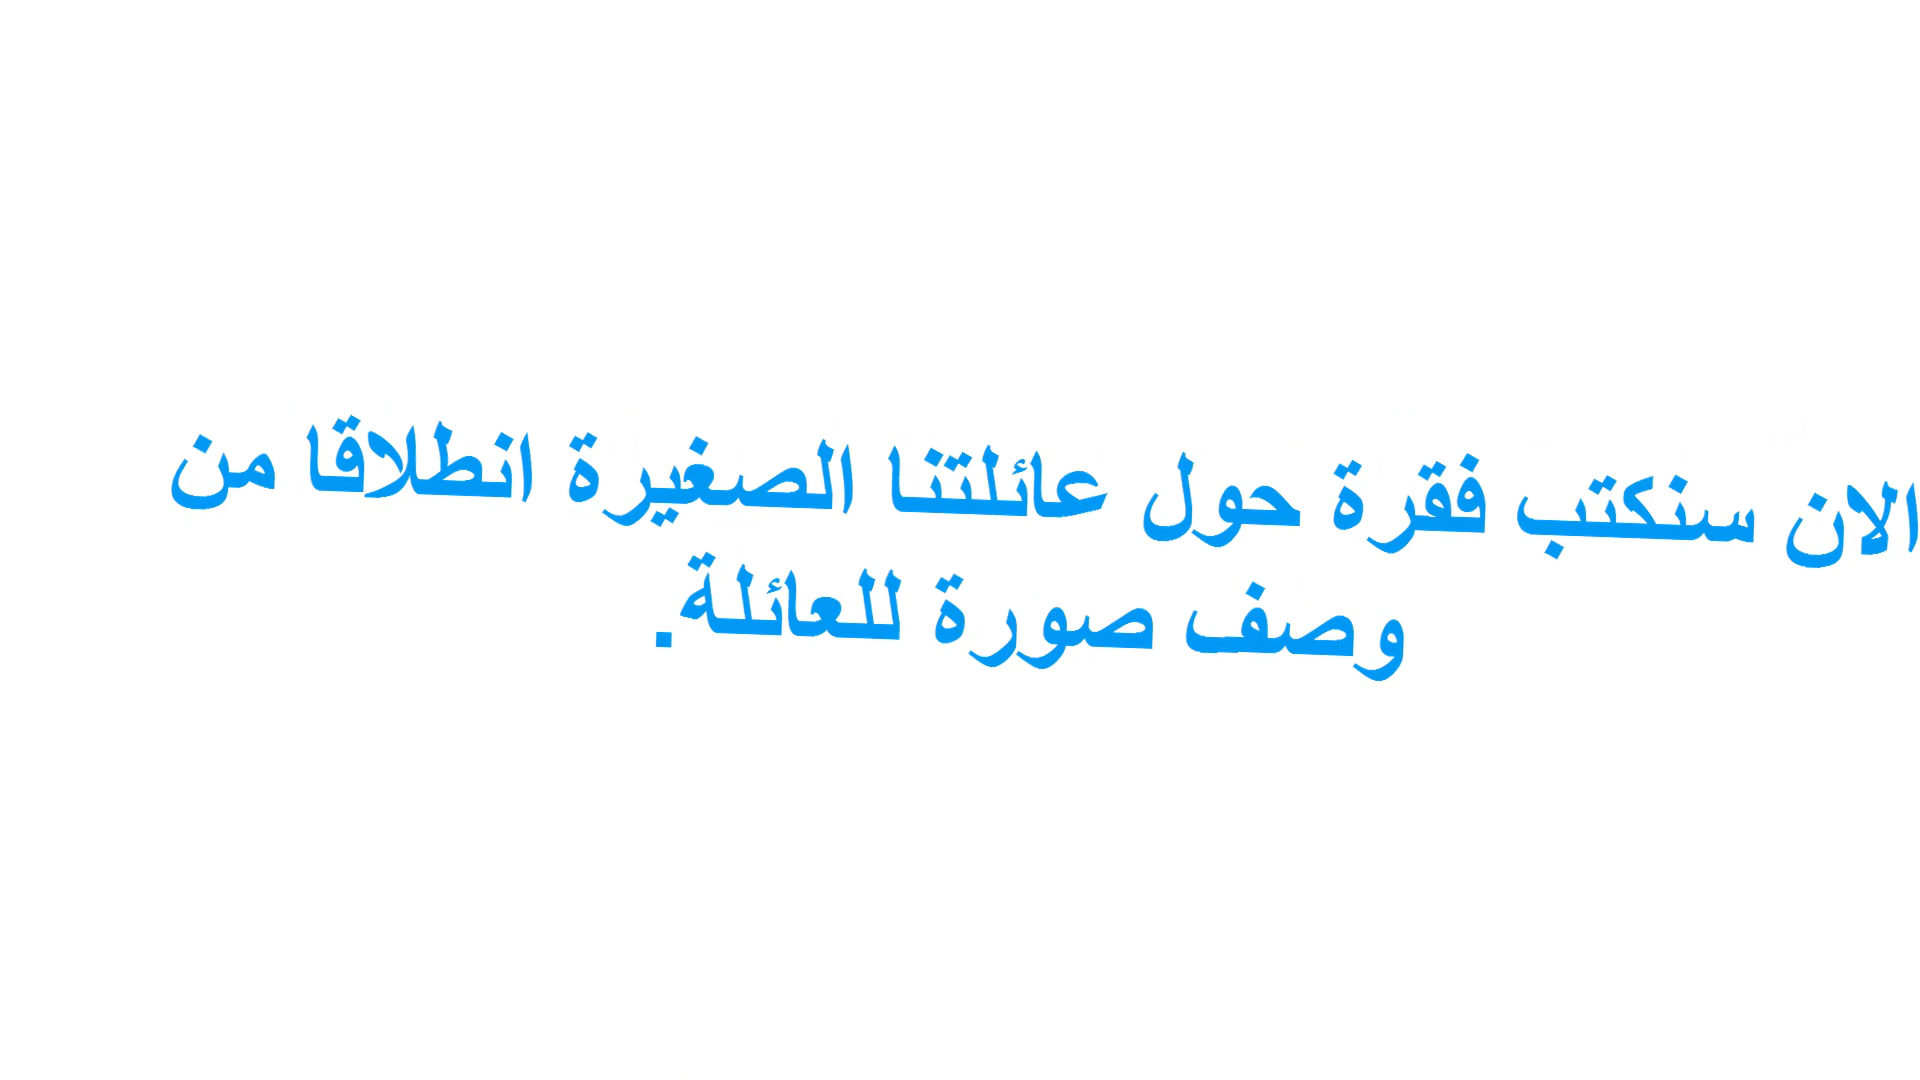 الان سنكتب فقرة حول عائلتنا الصغيرة انطلاقا من
وصف صورة للعائلة.